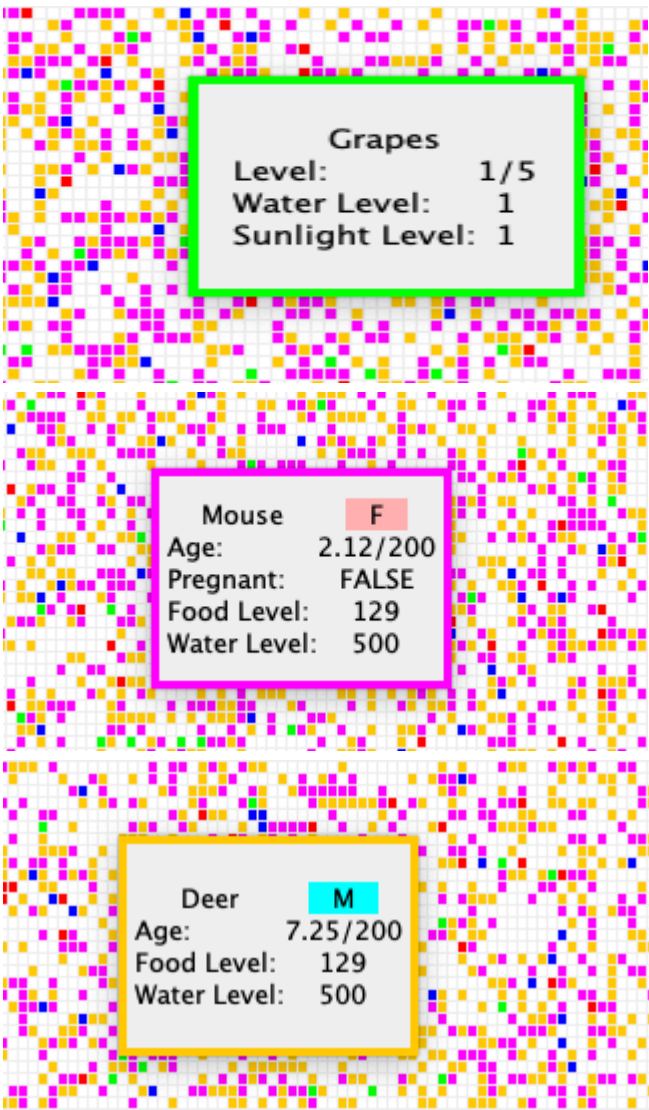 Grapes
Level: 1/5
Water Level: 1
Sunlight Level: 1
Mouse F
Age: 2.12/200
Pregnant: FALSE
Food Level: 129
Water Level: 500
Deer M
Age: 7.25/200
Food Level: 129
Water Level: 500